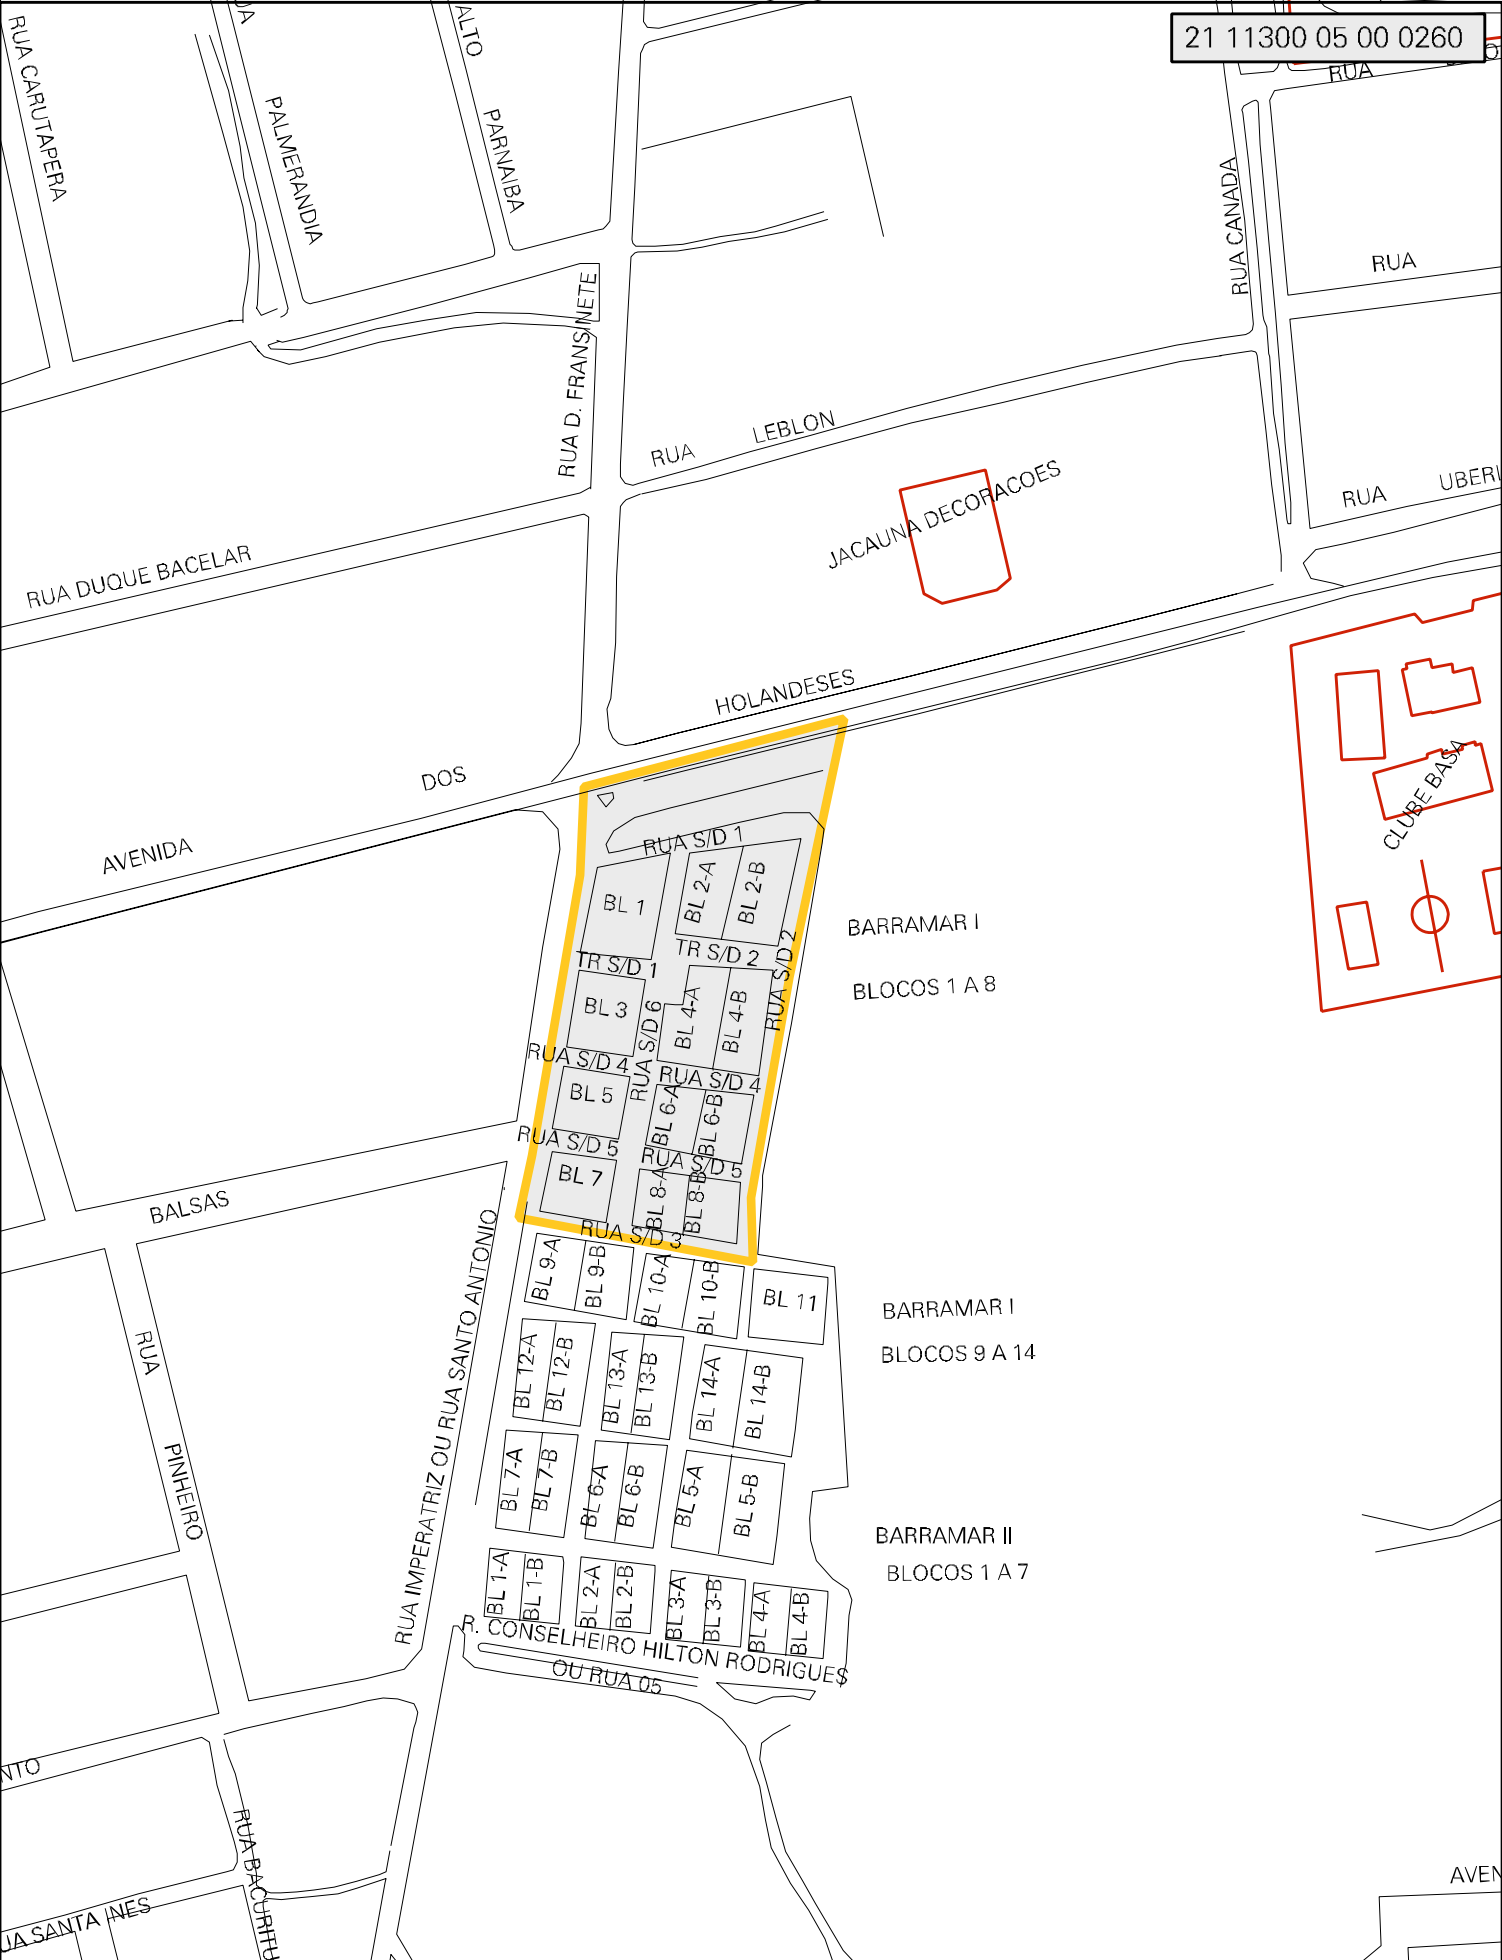 21 11300 05 00 0260
RUA CARUTAPERA
PALMERANDIA
ALTO
PARNAIBA
RUA
RUA CANADA
RUA
RUA D. FRANSINETE
RUA LEBLON
JACAUNA DECORACOES
RUA
RUA DUQUE BACELAR
AVENIDA DOS HOLANDESES
CLUBE BASA
RUA S/D 1
BL 1
BL 2-A
BL 2-B
BARRAMAR I
BLOCOS 1 A 8
TR S/D 1
TR S/D 2
RUA S/D 2
BL 3
RUA S/D 6
BL 4-A
BL 4-B
RUA S/D 4
RUA S/D 4
BL 5
BL 6-A
BL 6-B
RUA S/D 5
RUA S/D 5
BL 7
BL 8-A
BL 8-B
RUA S/D 3
BALSAS
RUA IMPERATRIZ OU RUA SANTO ANTONIO
BL 9-A
BL 9-B
BL 10-A
BL 10-B
BL 11
BARRAMAR I
BLOCOS 9 A 14
BL 12-A
BL 12-B
BL 13-A
BL 13-B
BL 14-A
BL 14-B
RUA PINHEIRO
BL 7-A
BL 7-B
BL 6-A
BL 6-B
BL 5-A
BL 5-B
BARRAMAR II
BLOCOS 1 A 7
BL 1-A
BL 1-B
BL 2-A
BL 2-B
BL 3-A
BL 3-B
BL 4-A
BL 4-B
R. CONSELHEIRO HILTON RODRIGUES
OU RUA 05
NTO
RUA BACURITU
UA SANTA INES
AVEN